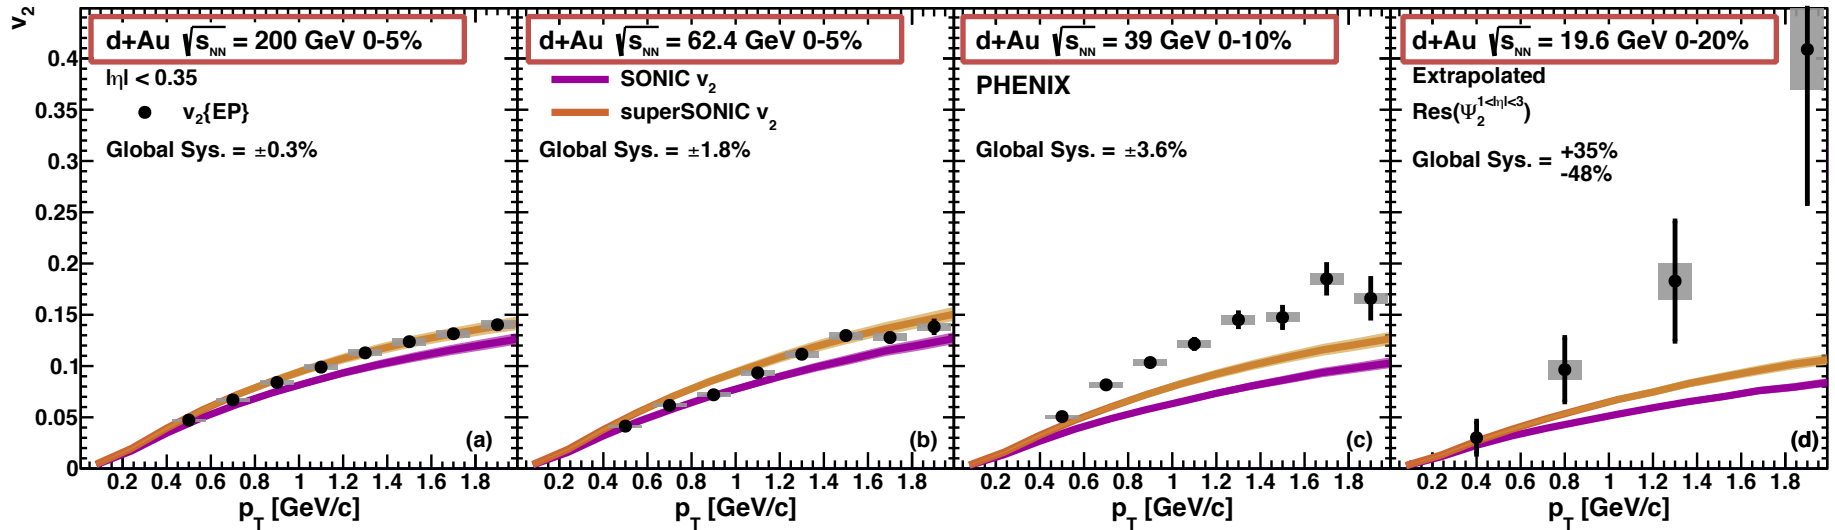 v2
d+Au √sNN = 200 GeV 0-5%
|η| < 0.35
v2{EP}
Global Sys. = ±0.3%
(a)
d+Au √sNN = 62.4 GeV 0-5%
SONIC v2
superSONIC v2
Global Sys. = ±1.8%
(b)
d+Au √sNN = 39 GeV 0-10%
PHENIX
Global Sys. = ±3.6%
(c)
d+Au √sNN = 19.6 GeV 0-20%
Extrapolated
Res(Ψ2^1<|η|<3)
Global Sys. = +35% -48%
(d)
0.4
0.35
0.3
0.25
0.2
0.15
0.1
0.05
0
0.2 0.4 0.6 0.8 1 1.2 1.4 1.6 1.8
0.2 0.4 0.6 0.8 1 1.2 1.4 1.6 1.8
0.2 0.4 0.6 0.8 1 1.2 1.4 1.6 1.8
0.2 0.4 0.6 0.8 1 1.2 1.4 1.6 1.8
pT [GeV/c]
pT [GeV/c]
pT [GeV/c]
pT [GeV/c]